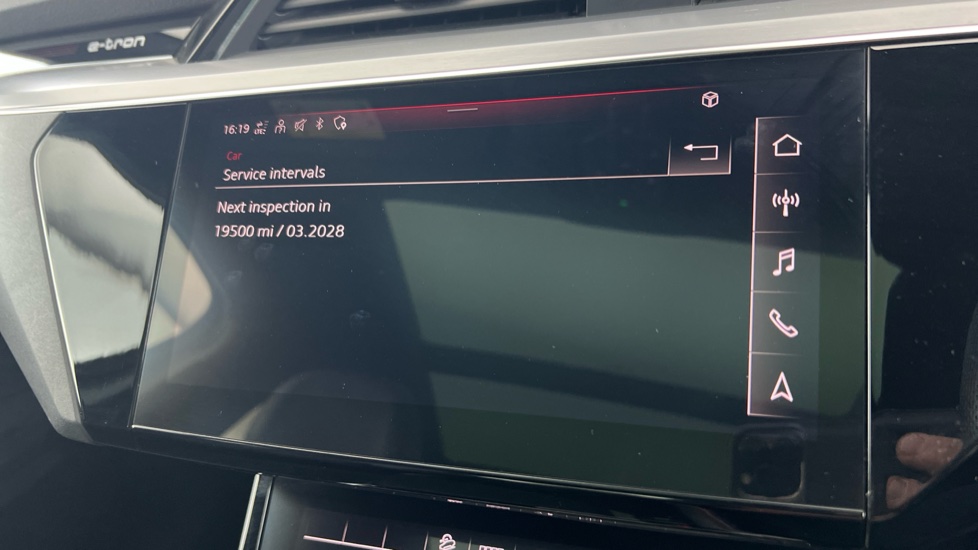 e-tron
16:19
Car
Service intervals
Next inspection in
19500 mi / 03.2028